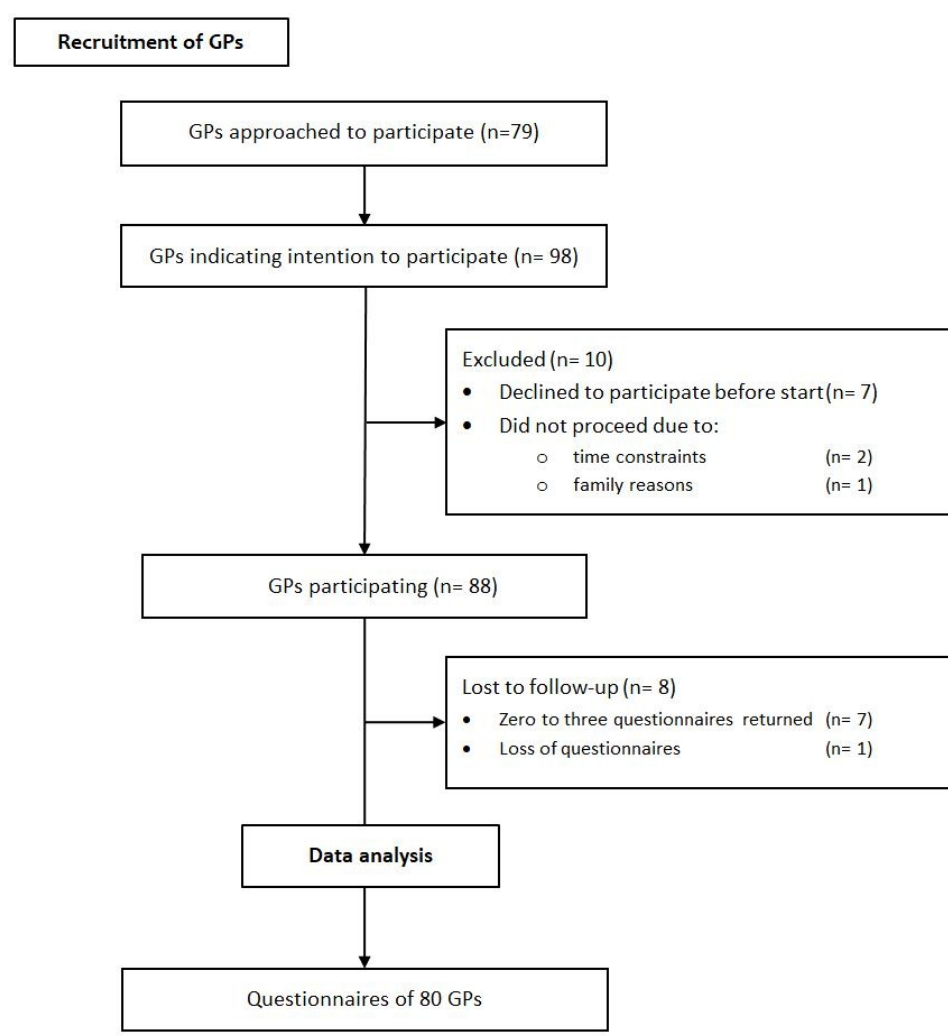 Recruitment of GPs
GPs approached to participate (n=79)
GPs indicating intention to participate (n= 98)
Excluded (n= 10)
• Declined to participate before start (n= 7)
• Did not proceed due to:
o time constraints (n= 2)
o family reasons (n= 1)
GPs participating (n= 88)
Lost to follow-up (n= 8)
• Zero to three questionnaires returned (n= 7)
• Loss of questionnaires (n= 1)
Data analysis
Questionnaires of 80 GPs